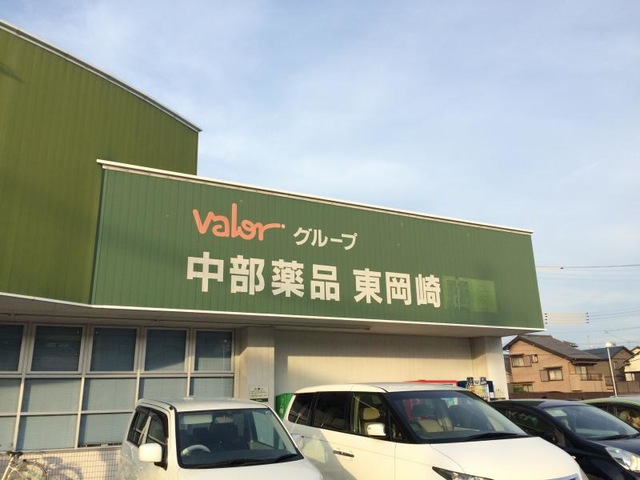 valor グループ
中部薬品 東岡崎